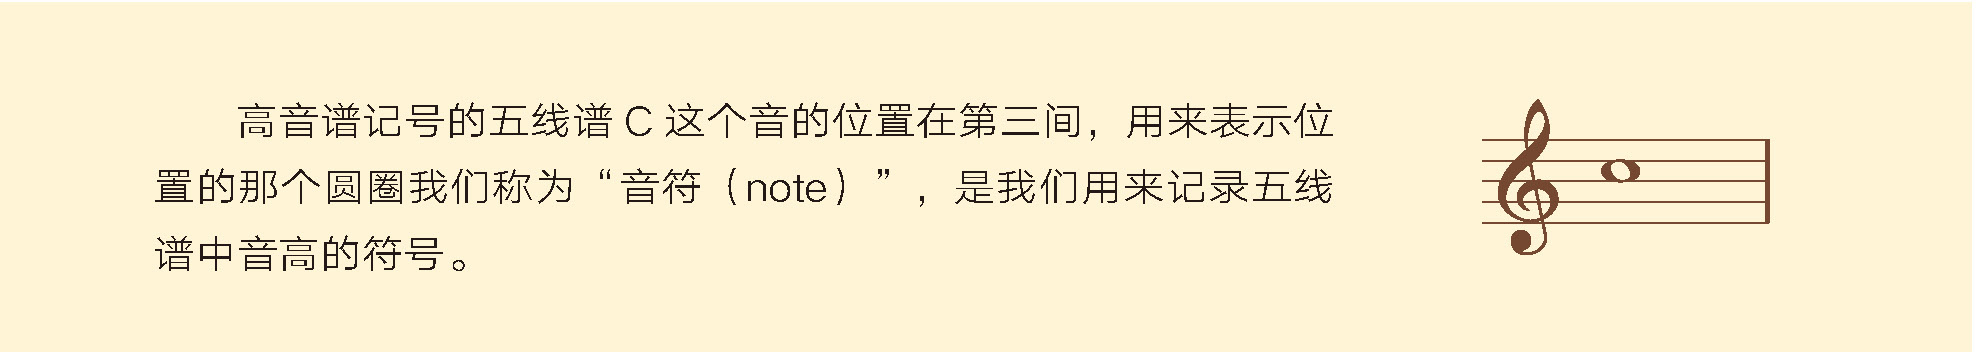 高音谱记号的五线谱 C 这个音的位置在第三间，用来表示位
置的那个圆圈我们称为“音符（note）”，是我们用来记录五线
谱中音高的符号。